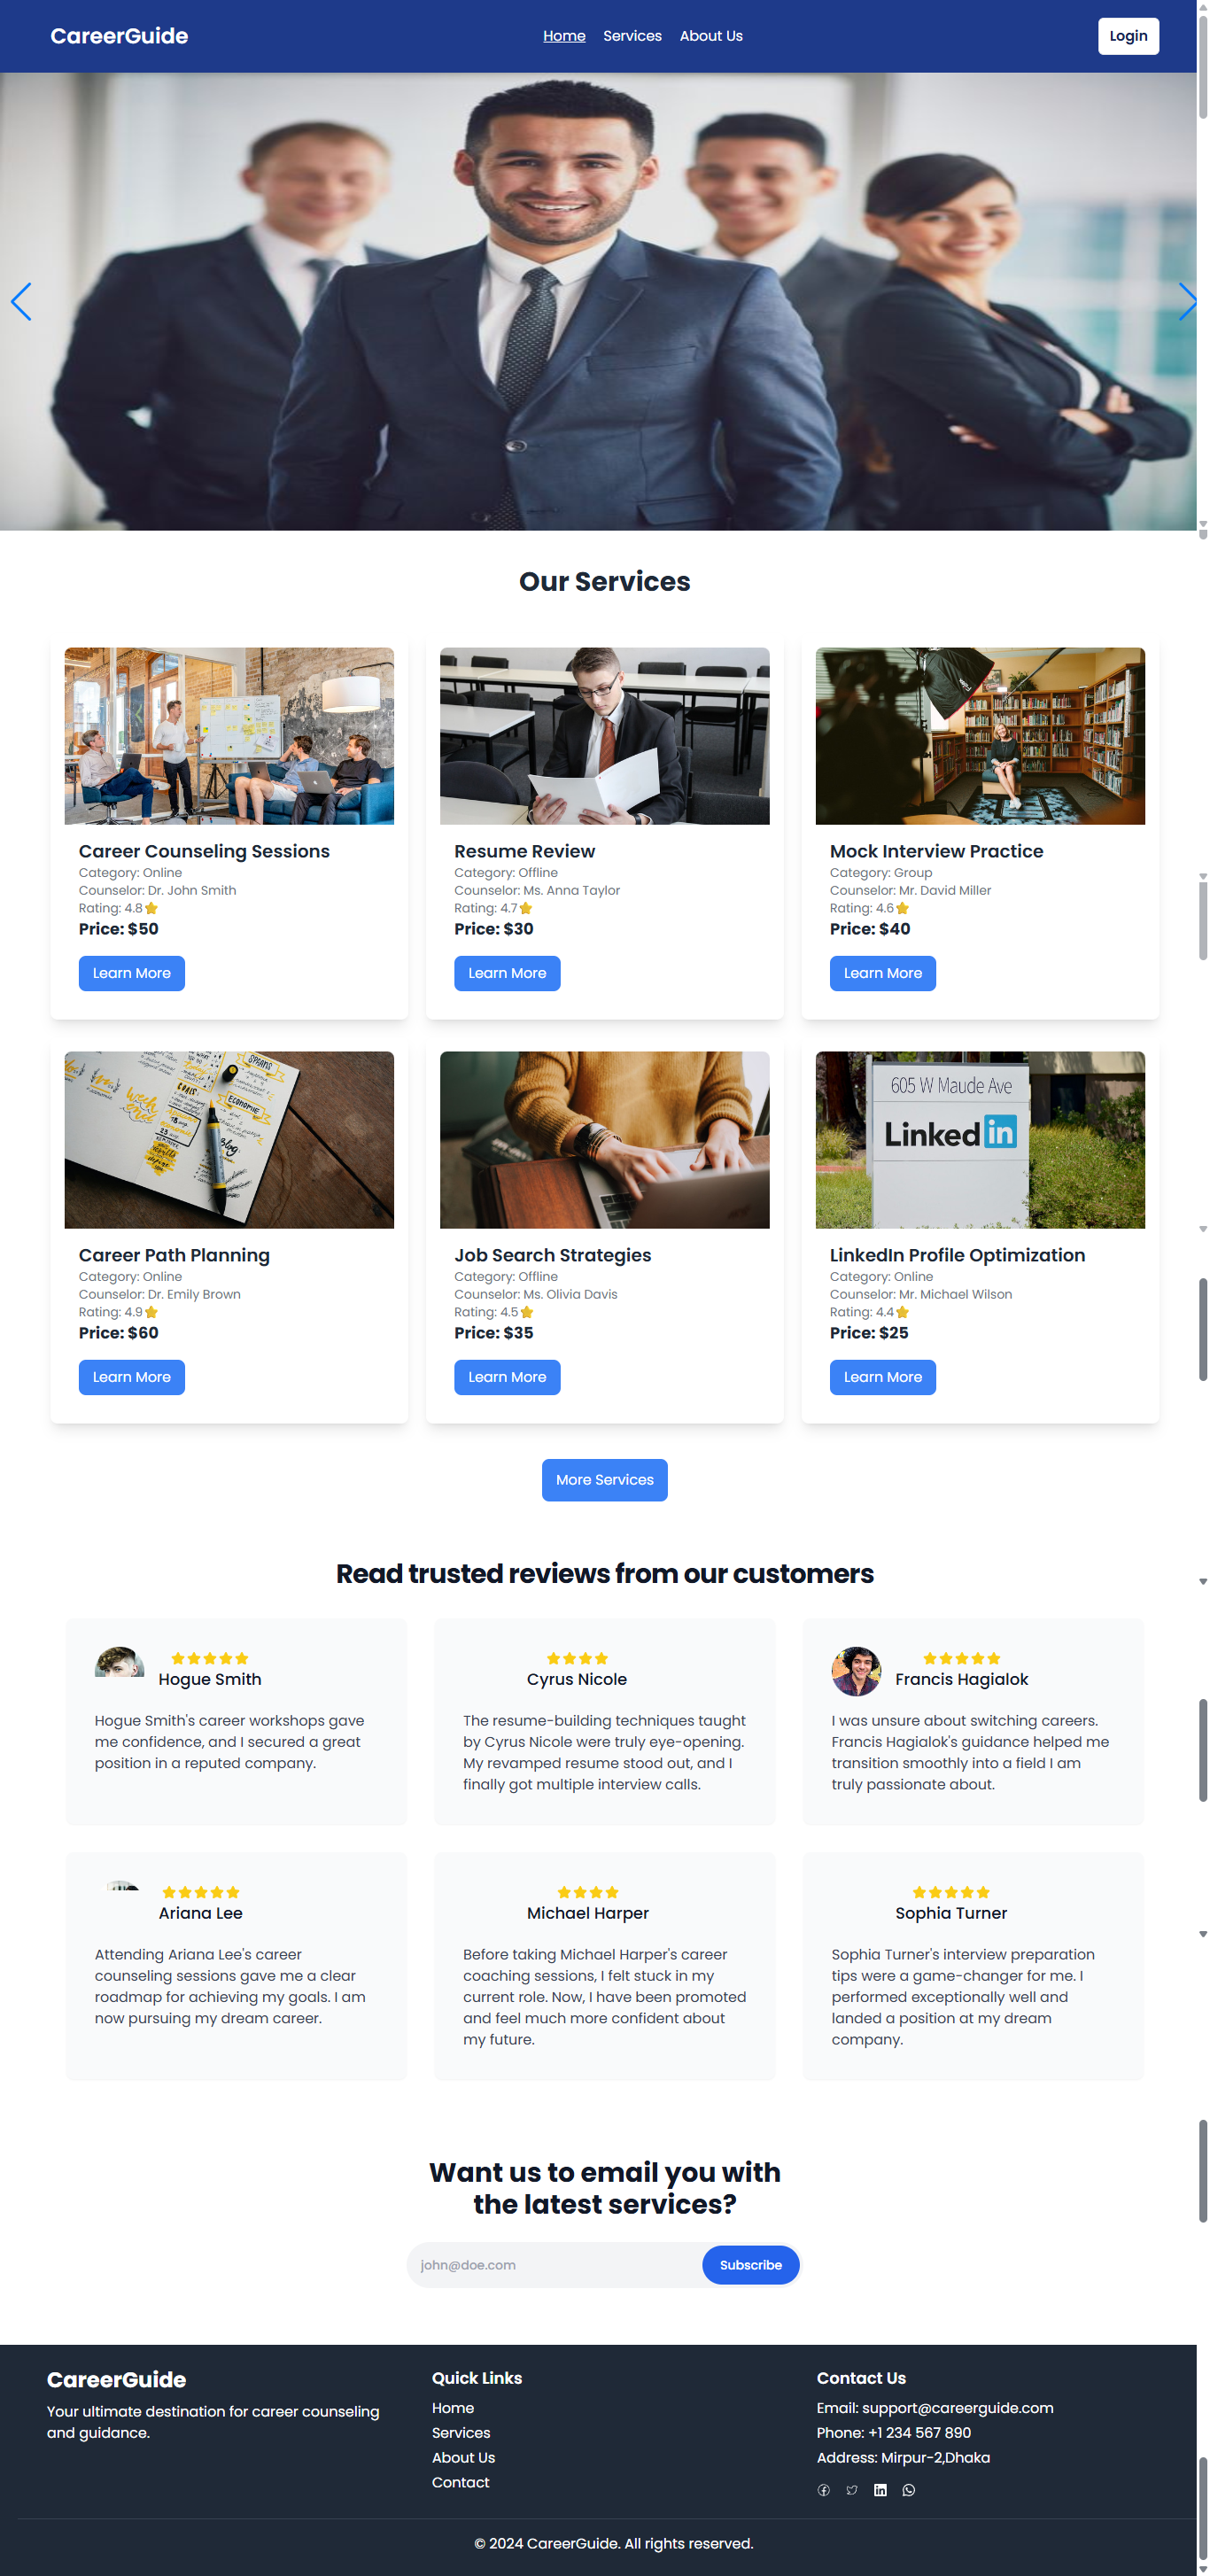 CareerGuide
Home Services About Us
Login
Our Services
Career Counseling Sessions
Category: Online
Counselor: Dr. John Smith
Rating: 4.8
Price: $50
Learn More
Resume Review
Category: Offline
Counselor: Ms. Anna Taylor
Rating: 4.7
Price: $30
Learn More
Mock Interview Practice
Category: Group
Counselor: Mr. David Miller
Rating: 4.6
Price: $40
Learn More
GOALS:
ECONOMIE
Blog
Career Path Planning
Category: Online
Counselor: Dr. Emily Brown
Rating: 4.9
Price: $60
Learn More
Job Search Strategies
Category: Offline
Counselor: Ms. Olivia Davis
Rating: 4.5
Price: $35
Learn More
605 W Maude Ave
Linked in
LinkedIn Profile Optimization
Category: Online
Counselor: Mr. Michael Wilson
Rating: 4.4
Price: $25
Learn More
More Services
Read trusted reviews from our customers
Hogue Smith
Hogue Smith's career workshops gave
me confidence, and I secured a great
position in a reputed company.
Cyrus Nicole
The resume-building techniques taught
by Cyrus Nicole were truly eye-opening.
My revamped resume stood out, and I
finally got multiple interview calls.
Francis Hagialok
I was unsure about switching careers.
Francis Hagialok's guidance helped me
transition smoothly into a field I am
truly passionate about.
Ariana Lee
Attending Ariana Lee's career
counseling sessions gave me a clear
roadmap for achieving my goals. I am
now pursuing my dream career.
Michael Harper
Before taking Michael Harper's career
coaching sessions, I felt stuck in my
current role. Now, I have been promoted
and feel much more confident about
my future.
Sophia Turner
Sophia Turner's interview preparation
tips were a game-changer for me. I
performed exceptionally well and
landed a position at my dream
company.
Want us to email you with
the latest services?
john@doe.com
Subscribe
CareerGuide
Your ultimate destination for career counseling
and guidance.
Quick Links
Home
Services
About Us
Contact
Contact Us
Email: support@careerguide.com
Phone: +1 234 567 890
Address: Mirpur-2,Dhaka
© 2024 CareerGuide. All rights reserved.